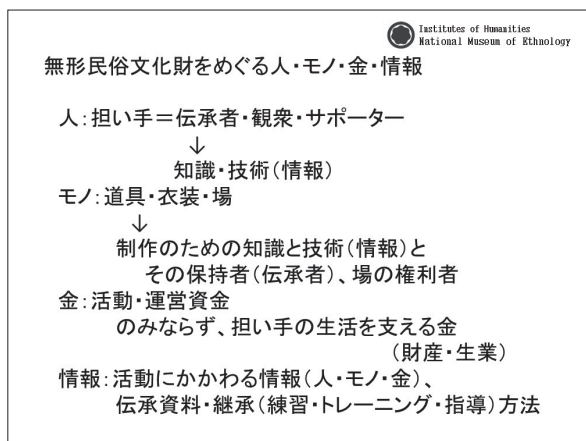 Institutes of Humanities
National Museum of Ethnology
無形民俗文化財をめぐる人・モノ・金・情報
人：担い手＝伝承者・観衆・サポーター
↓
知識・技術（情報）
モノ：道具・衣装・場
↓
制作のための知識と技術（情報）と
その保持者（伝承者）、場の権利者
金：活動・運営資金
のみならず、担い手の生活を支える金
（財産・生業）
情報：活動にかかわる情報（人・モノ・金）、
伝承資料・継承（練習・トレーニング・指導）方法